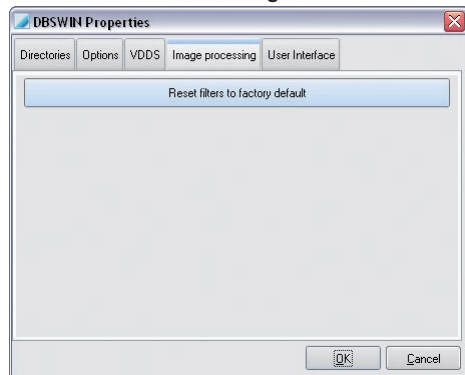 DBSWIN Properties
Directories Options VDDS Image processing User Interface
Reset filters to factory default
OK Cancel